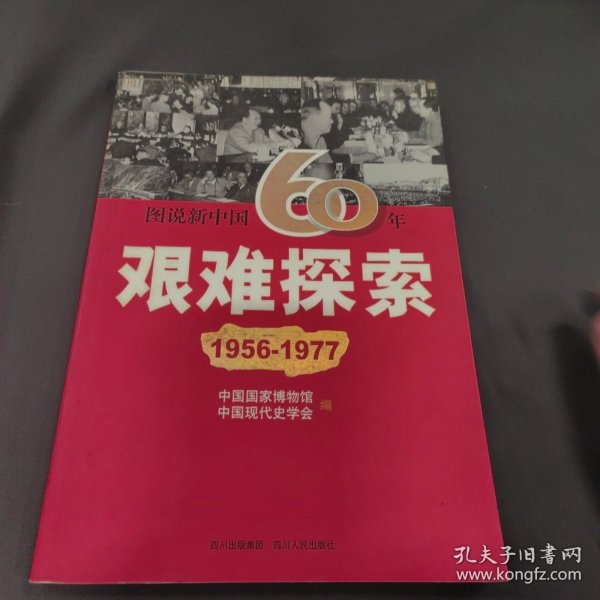 图说新中国60年
艰难探索
1956-1977
中国国家博物馆
中国现代史学会 编
四川出版集团 四川人民出版社
孔夫子旧书网
www.kongfz.com